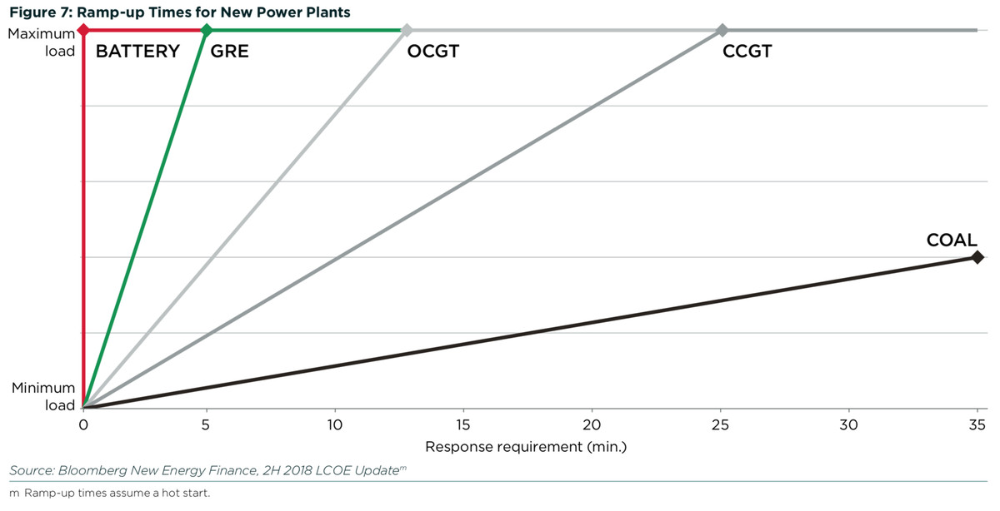 Figure 7: Ramp-up Times for New Power Plants
Maximum
load
BATTERY GRE OCGT CCGT
COAL
Minimum
load
0 5 10 15 20 25 30 35
Response requirement (min.)
Source: Bloomberg New Energy Finance, 2H 2018 LCOE Updateᵐ
m Ramp-up times assume a hot start.